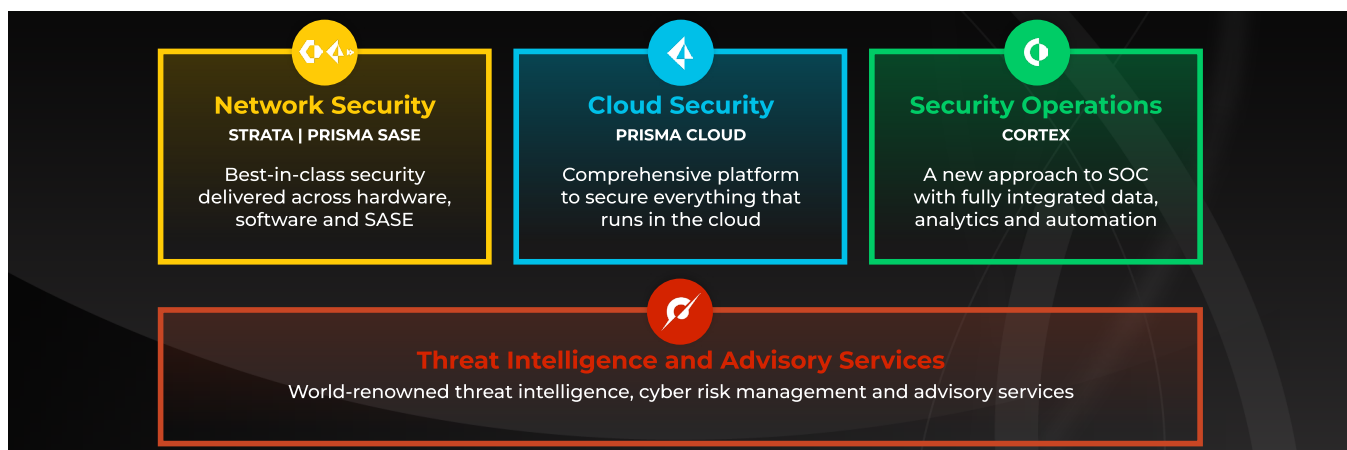 Network Security
STRATA | PRISMA SASE
Best-in-class security
delivered across hardware,
software and SASE
Cloud Security
PRISMA CLOUD
Comprehensive platform
to secure everything that
runs in the cloud
Security Operations
CORTEX
A new approach to SOC
with fully integrated data,
analytics and automation
Threat Intelligence and Advisory Services
World-renowned threat intelligence, cyber risk management and advisory services